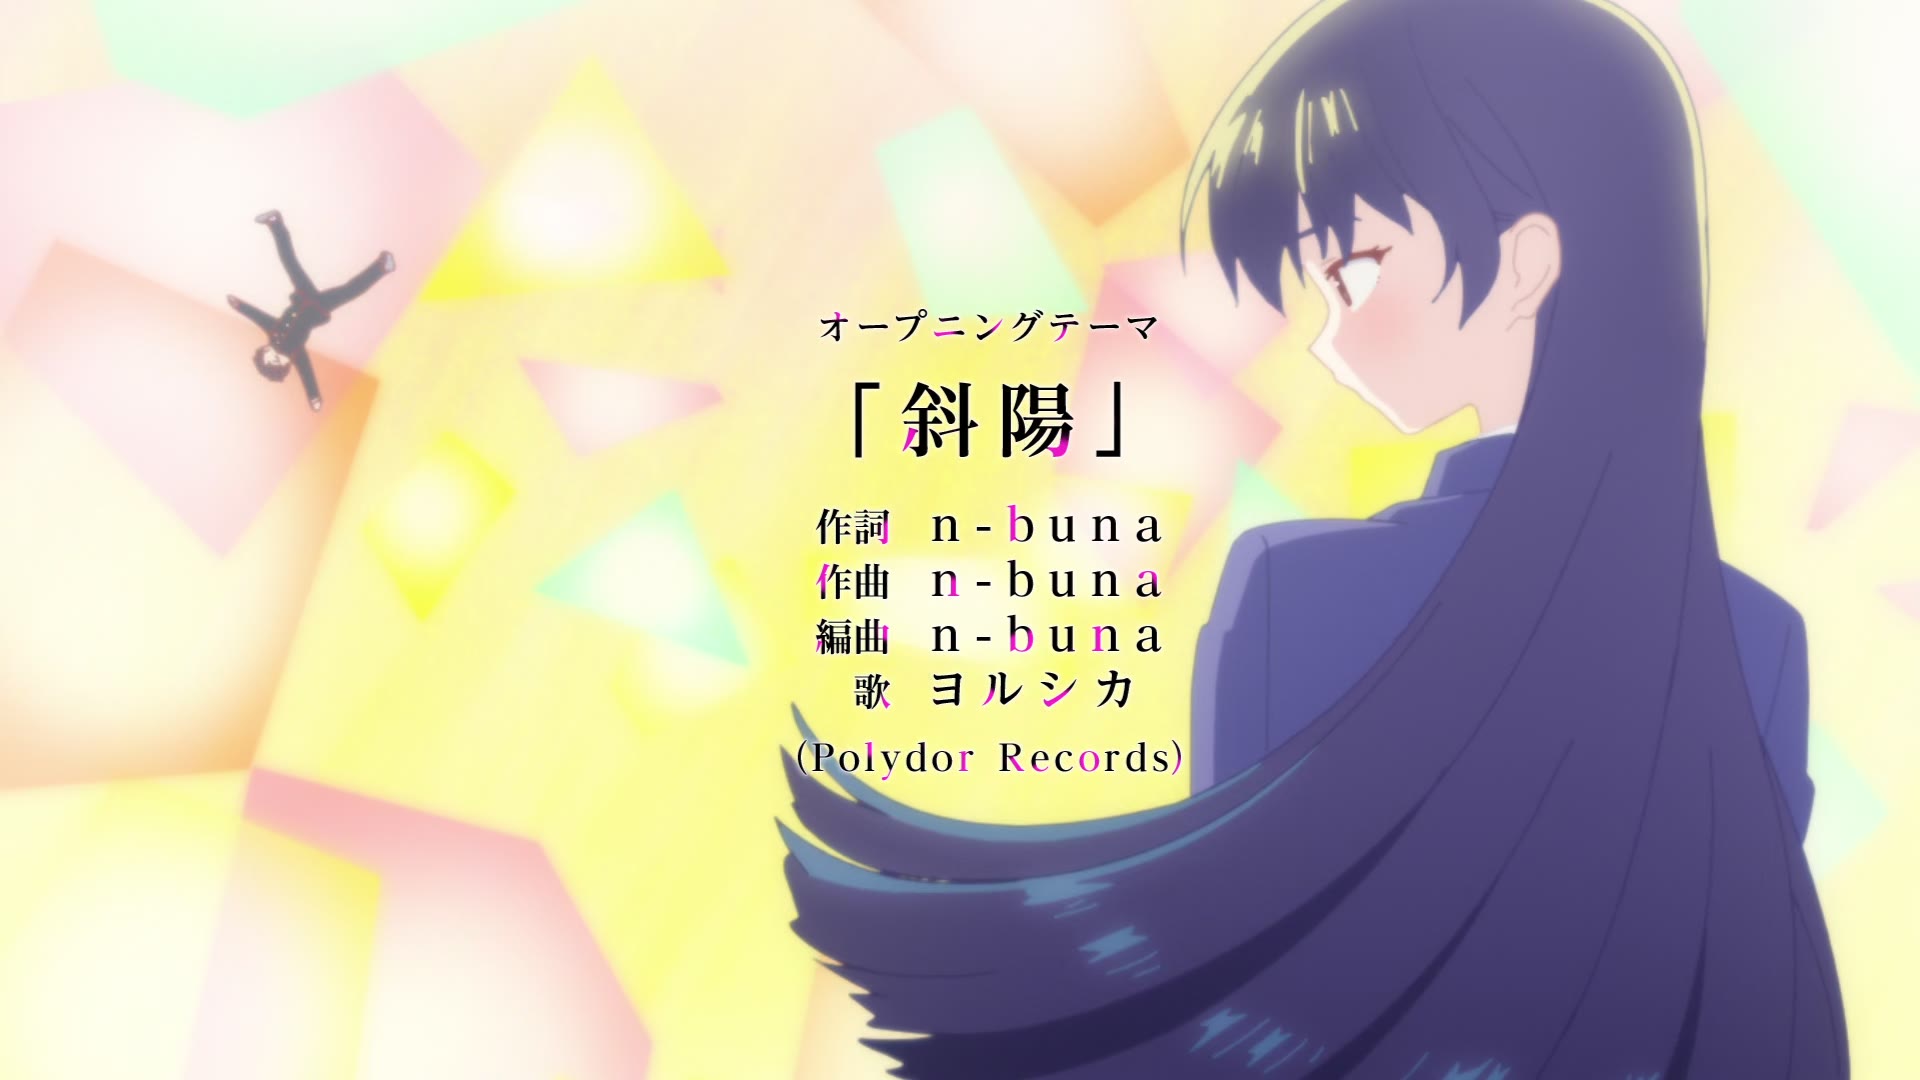 オープニングテーマ
「斜陽」
作詞 n-buna
作曲 n-buna
編曲 n-buna
歌 ヨルシカ
(Polydor Records)